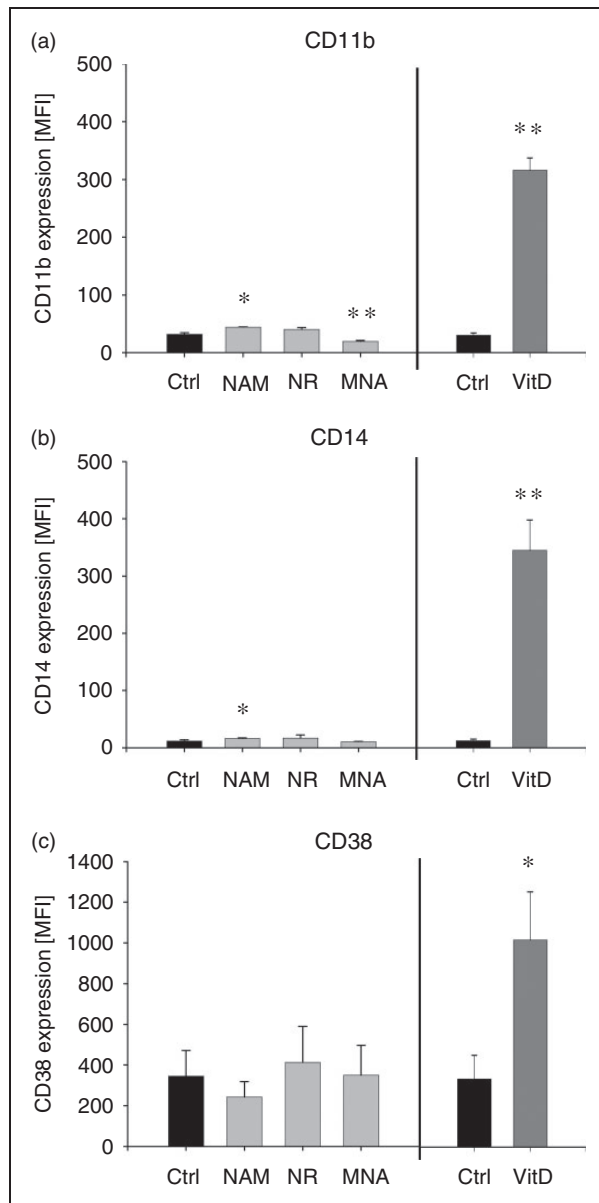 (a) CD11b
CD11b expression [MFI]
500
400
300
200
100
0
*
**
**
Ctrl NAM NR MNA Ctrl VitD
(b) CD14
CD14 expression [MFI]
500
400
300
200
100
0
*
**
Ctrl NAM NR MNA Ctrl VitD
(c) CD38
CD38 expression [MFI]
1400
1200
1000
800
600
400
200
0
*
Ctrl NAM NR MNA Ctrl VitD